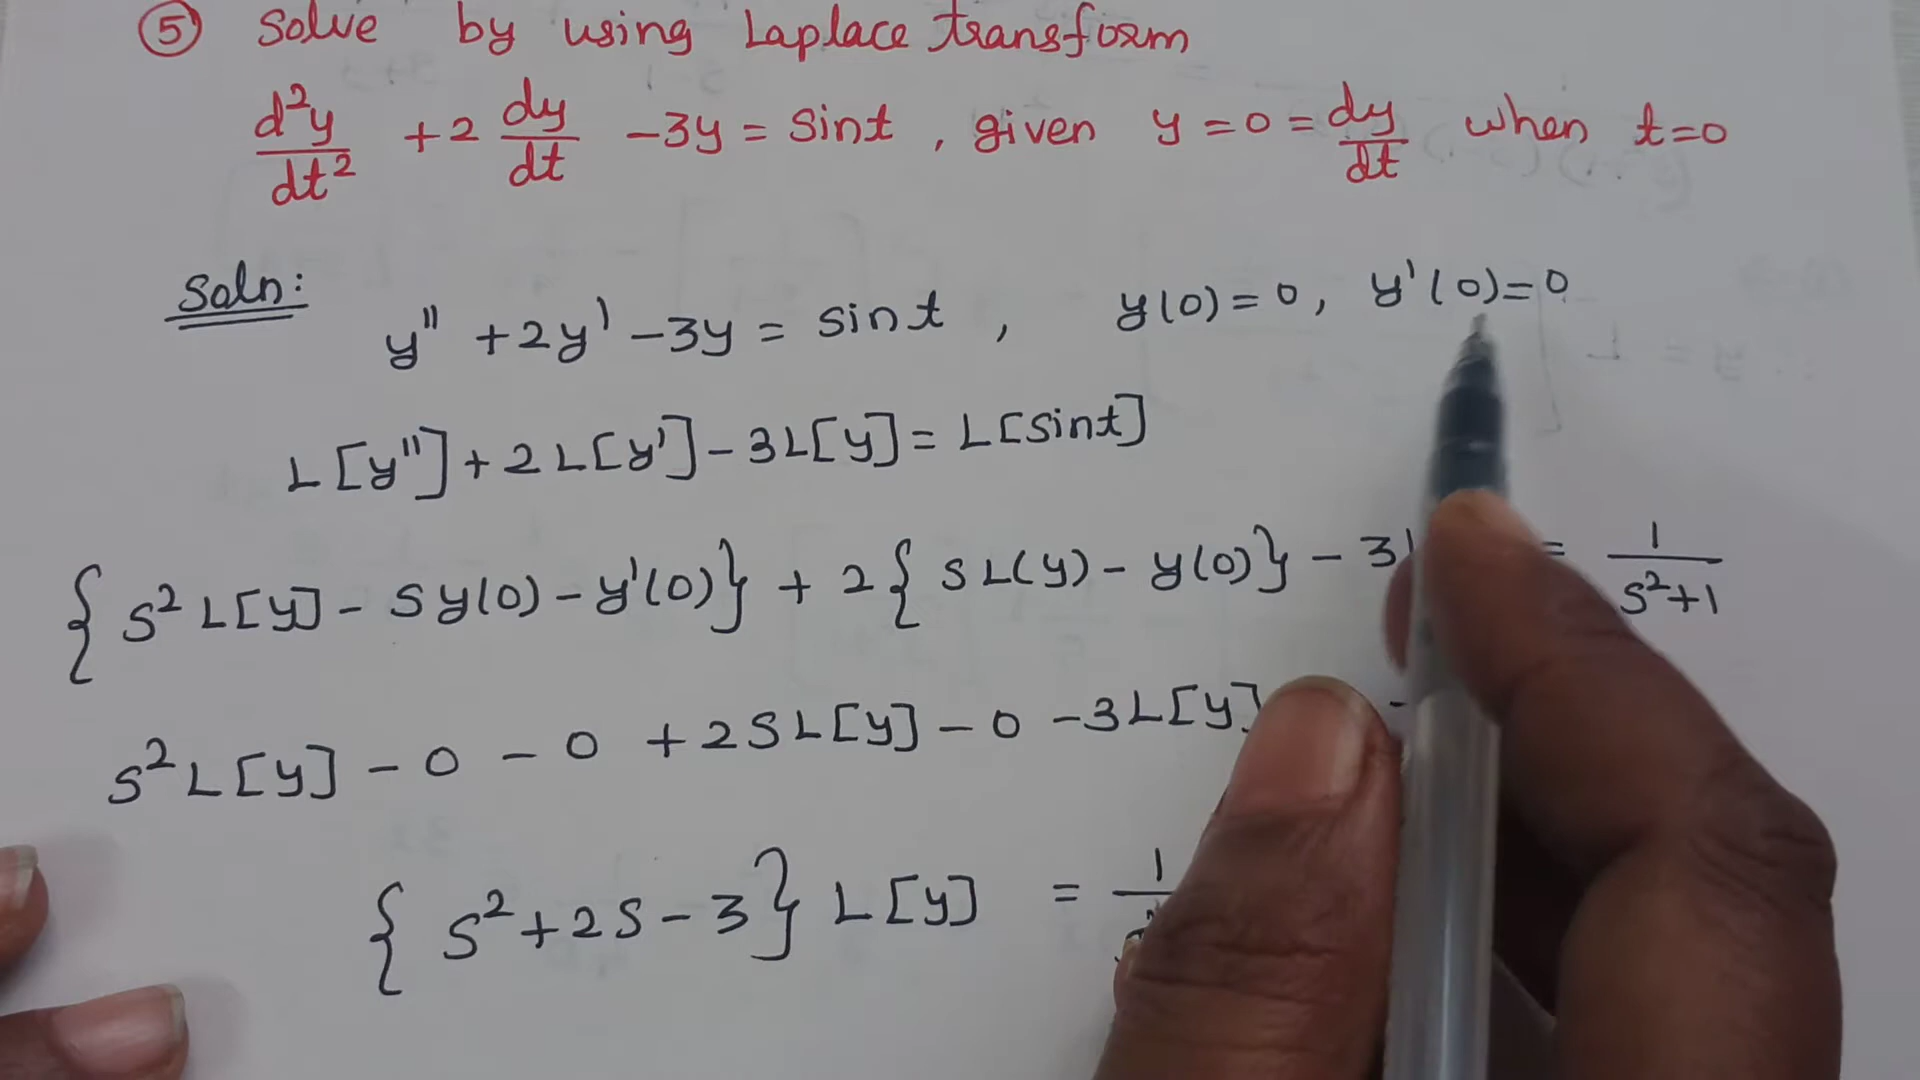 ⑤ Solve by using Laplace transform
d²y/dt² + 2 dy/dt - 3y = sint , given y = 0 = dy/dt when t=0
Soln:
y'' + 2y' - 3y = sint , y(0) = 0, y'(0) = 0
L[y''] + 2L[y'] - 3L[y] = L[sint]
{s²L[y] - sy(0) - y'(0)} + 2{sL(y) - y(0)} - 3 = 1/s²+1
s²L[y] - 0 - 0 + 2sL[y] - 0 - 3L[y]
{s² + 2s - 3} L[y] = 1